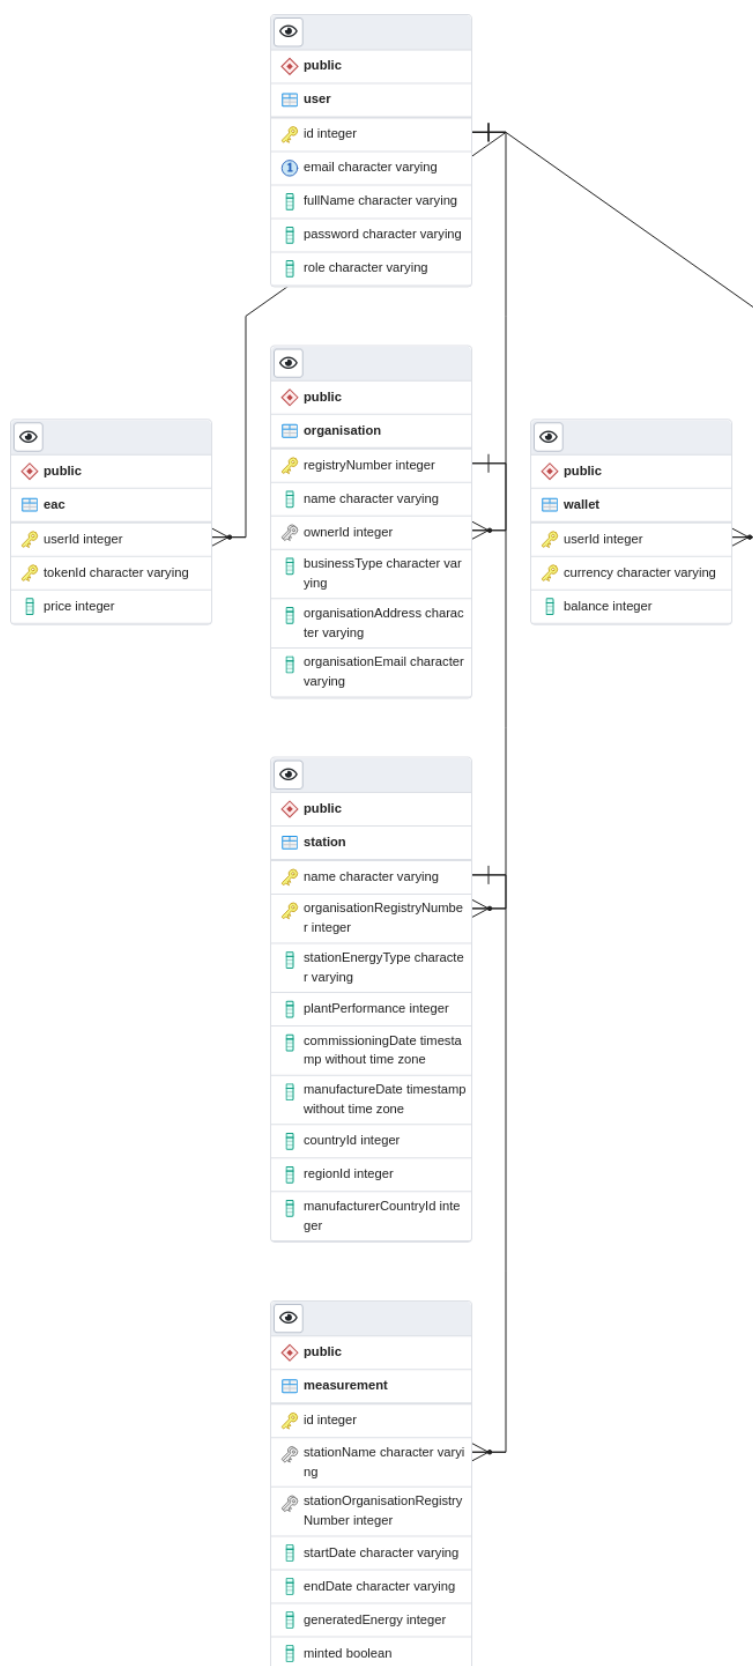 public
user
id integer
email character varying
fullName character varying
password character varying
role character varying
public
organisation
registryNumber integer
name character varying
ownerId integer
businessType character var
ying
organisationAddress charac
ter varying
organisationEmail character
varying
public
eac
userId integer
tokenId character varying
price integer
public
wallet
userId integer
currency character varying
balance integer
public
station
name character varying
organisationRegistryNumbe
r integer
stationEnergyType characte
r varying
plantPerformance integer
commissioningDate timesta
mp without time zone
manufactureDate timestamp
without time zone
countryId integer
regionId integer
manufacturerCountryId inte
ger
public
measurement
id integer
stationName character varyi
ng
stationOrganisationRegistry
Number integer
startDate character varying
endDate character varying
generatedEnergy integer
minted boolean